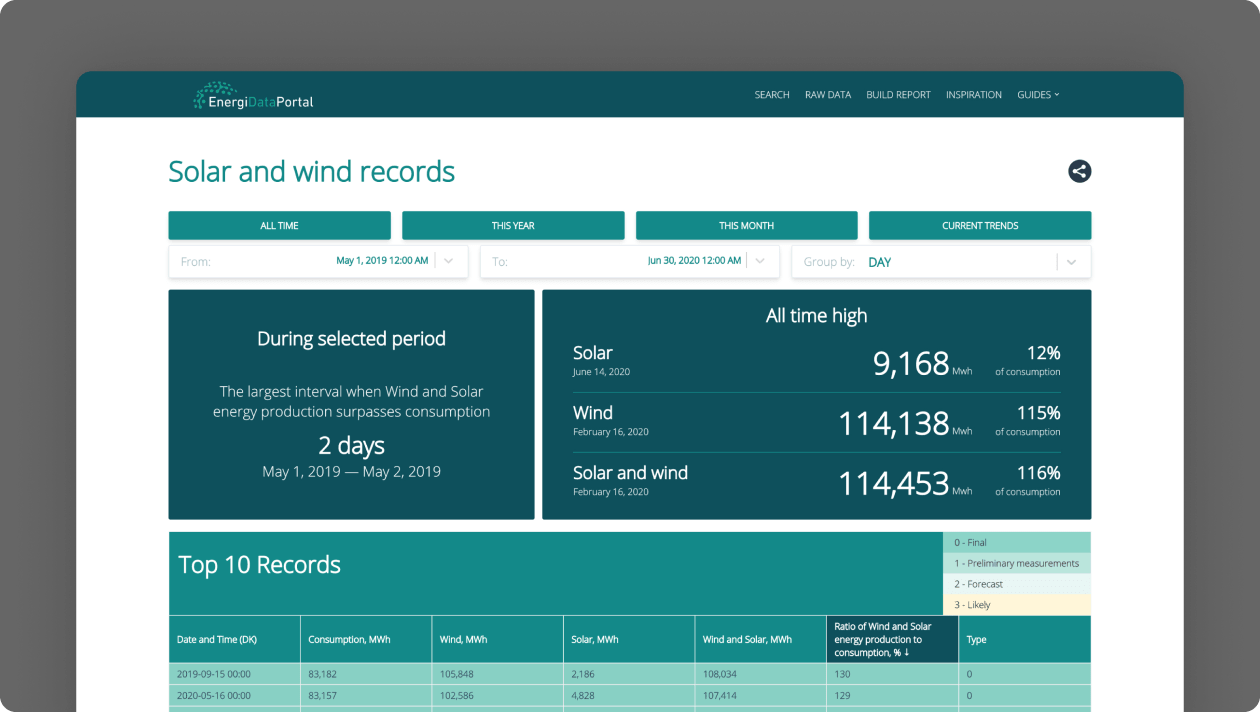 EnergiDataPortal
SEARCH
RAW DATA
BUILD REPORT
INSPIRATION
GUIDES
Solar and wind records
ALL TIME
THIS YEAR
THIS MONTH
CURRENT TRENDS
From: May 1, 2019 12:00 AM
To: Jun 30, 2020 12:00 AM
Group by: DAY
During selected period
The largest interval when Wind and Solar
energy production surpasses consumption
2 days
May 1, 2019 — May 2, 2019
All time high
Solar 9,168 Mwh 12%
June 14, 2020 of consumption
Wind 114,138 Mwh 115%
February 16, 2020 of consumption
Solar and wind 114,453 Mwh 116%
February 16, 2020 of consumption
Top 10 Records
0 - Final
1 - Preliminary measurements
2 - Forecast
3 - Likely
Date and Time (DK)
Consumption, MWh
Wind, MWh
Solar, MWh
Wind and Solar, MWh
Ratio of Wind and Solar
energy production to
consumption, % ↓
Type
2019-09-15 00:00 83,182 105,848 2,186 108,034 130 0
2020-05-16 00:00 83,157 102,586 4,828 107,414 129 0